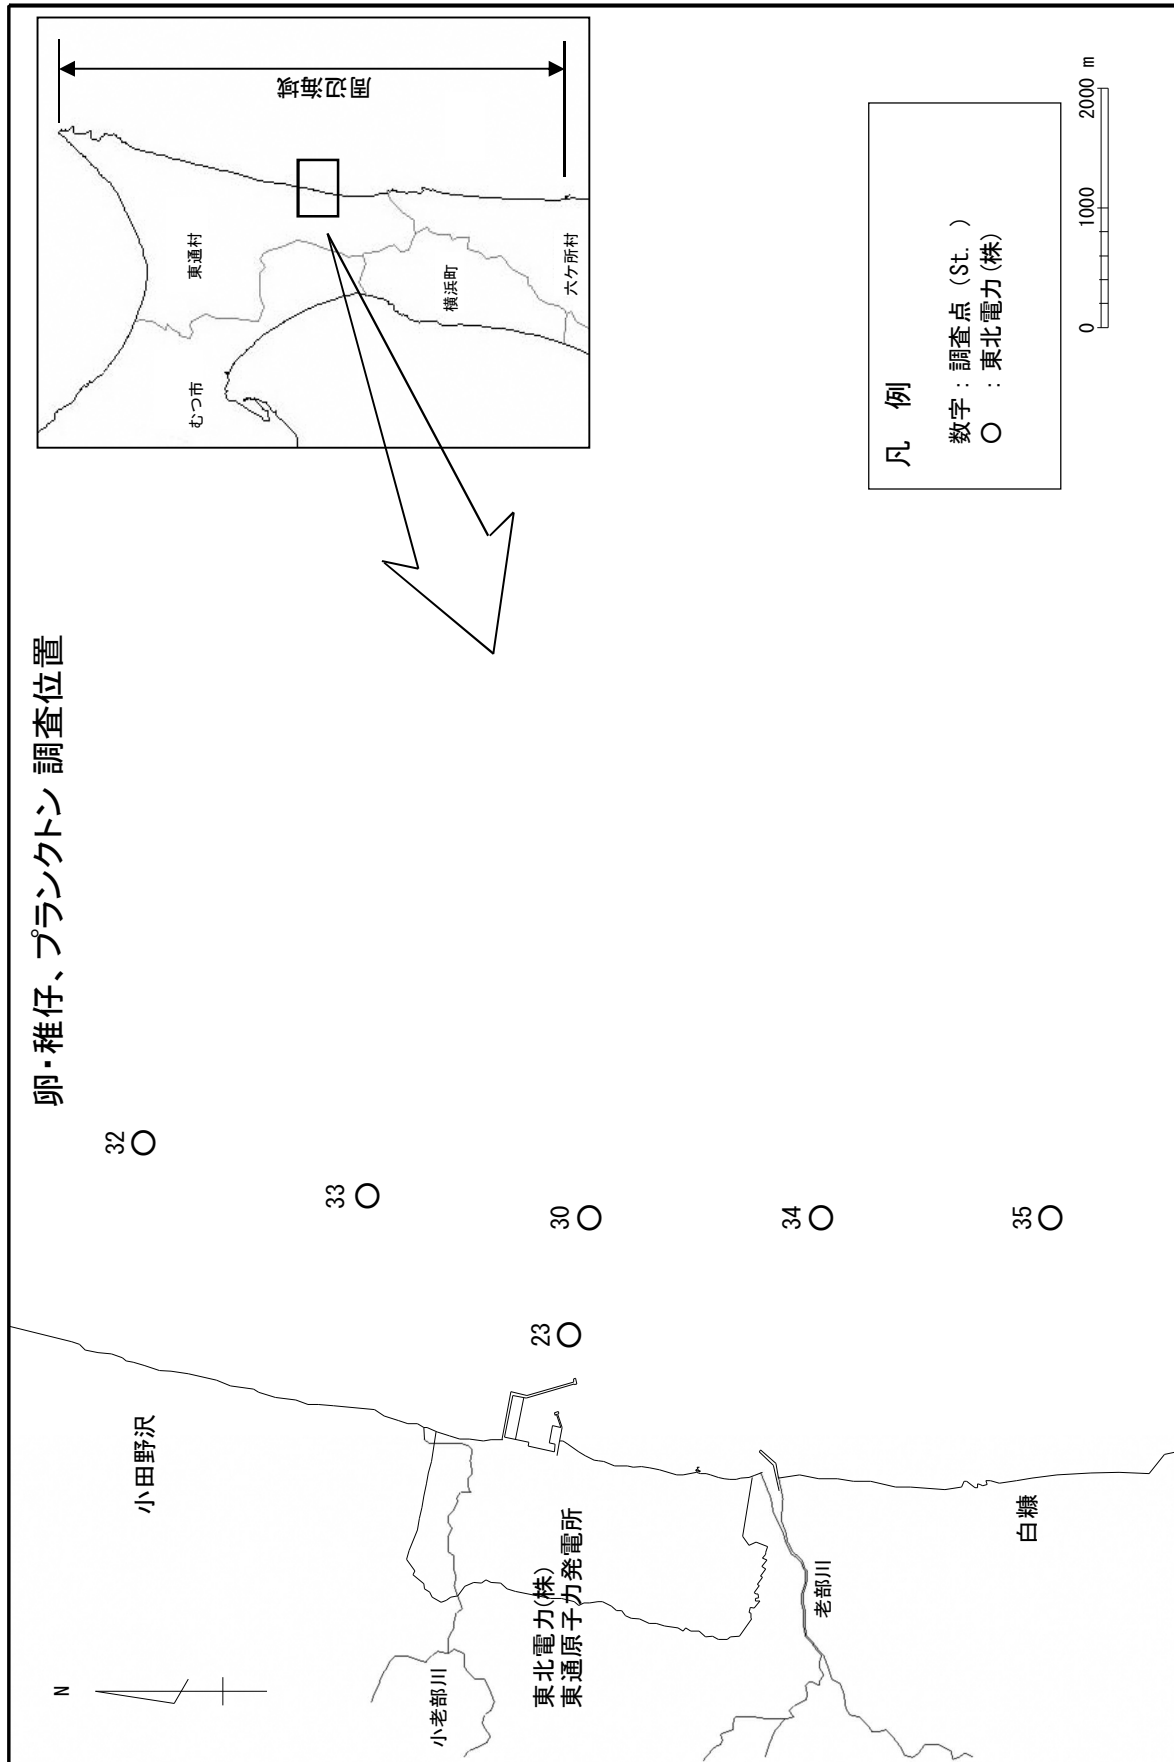 卵・稚仔、プランクトン 調査位置
N
小田野沢
小老部川
東北電力(株)
東通原子力発電所
老部川
白糠
32
33
30
23
34
35
周辺海域
東通村
むつ市
横浜町
六ケ所村
凡 例
数字：調査点（St. ）
○ ：東北電力(株)
0 1000 2000 m